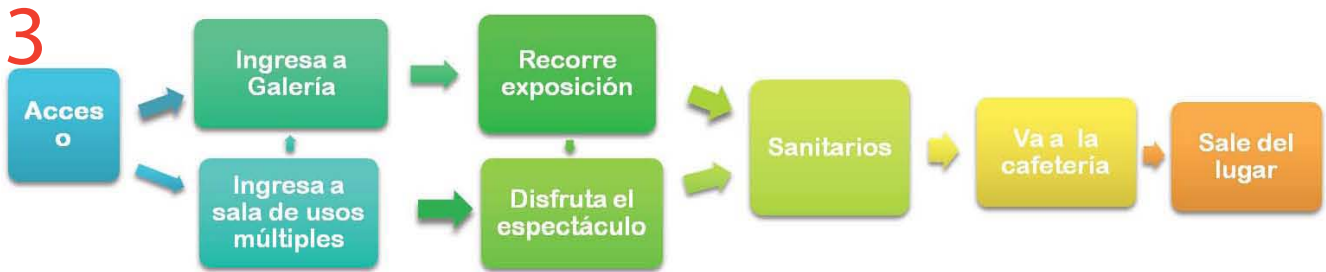 3
Acces
o
Ingresa a
Galería
Recorre
exposición
Ingresa a
sala de usos
múltiples
Disfruta el
espectáculo
Sanitarios
Va a la
cafetería
Sale del
lugar